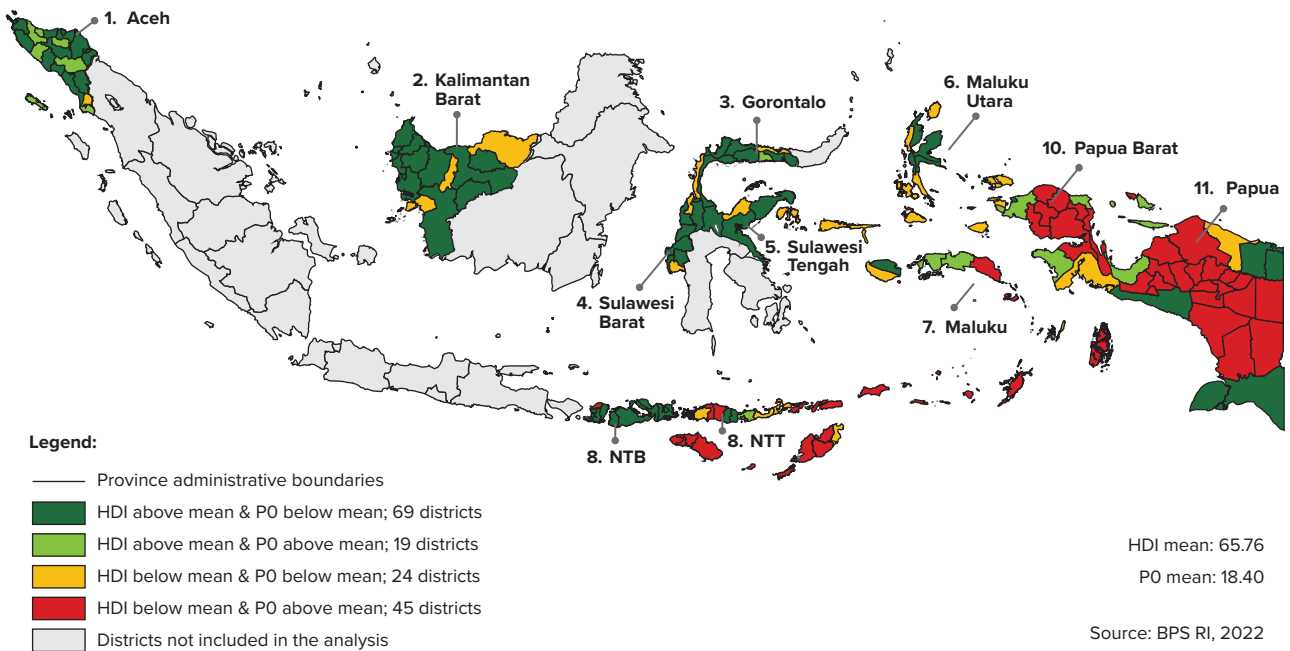 1. Aceh
2. Kalimantan
Barat
3. Gorontalo
6. Maluku
Utara
10. Papua Barat
11. Papua
5. Sulawesi
Tengah
4. Sulawesi
Barat
7. Maluku
8. NTT
8. NTB
Legend:
Province administrative boundaries
HDI above mean & P0 below mean; 69 districts
HDI above mean & P0 above mean; 19 districts
HDI below mean & P0 below mean; 24 districts
HDI below mean & P0 above mean; 45 districts
Districts not included in the analysis
HDI mean: 65.76
P0 mean: 18.40
Source: BPS RI, 2022